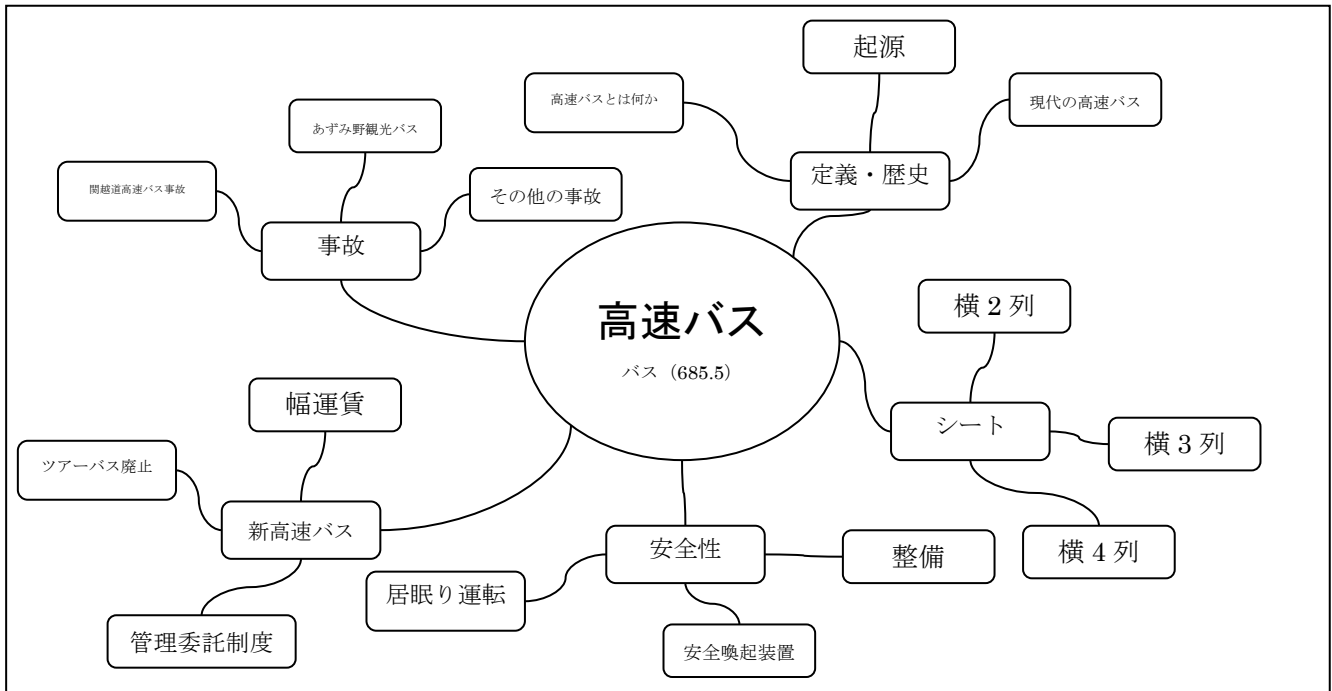 起源
高速バスとは何か
現代の高速バス
あずみ野観光バス
定義・歴史
関越道高速バス事故
その他の事故
事故
高速バス
バス（685.5）
横 2 列
シート
横 3 列
横 4 列
幅運賃
ツアーバス廃止
新高速バス
管理委託制度
安全性
整備
居眠り運転
安全喚起装置